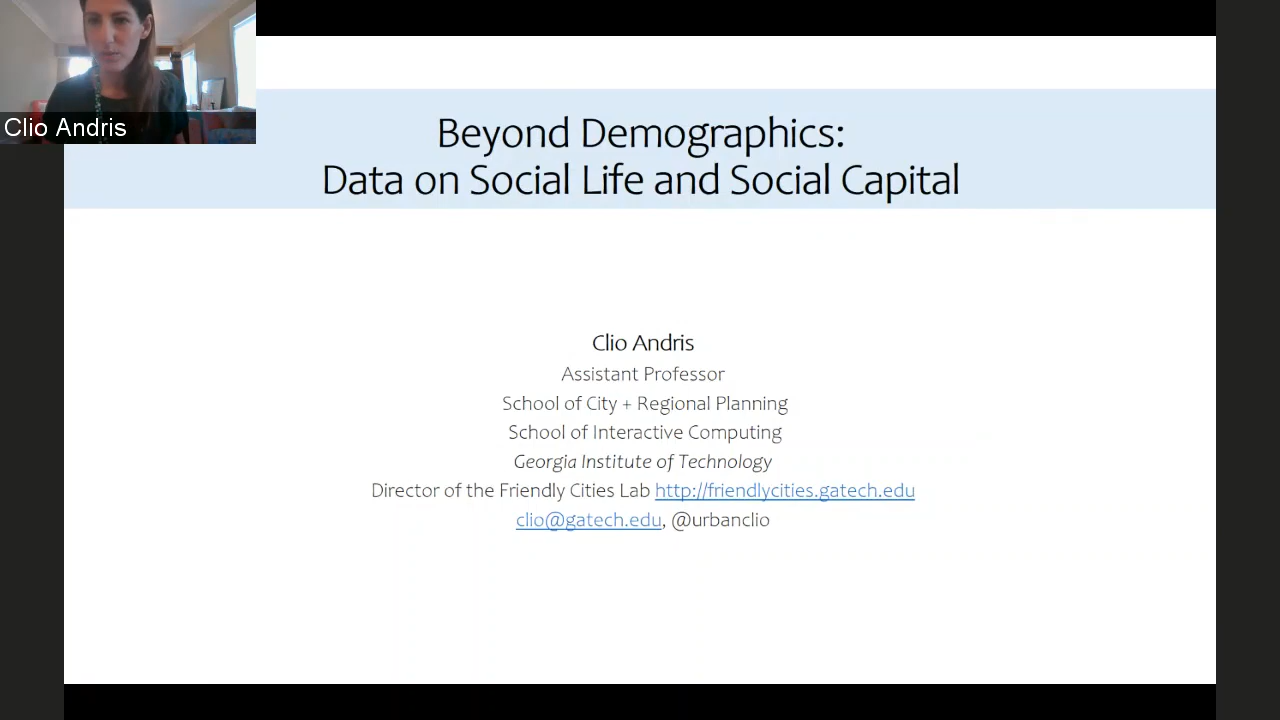 Clio Andris
Beyond Demographics:
Data on Social Life and Social Capital
Clio Andris
Assistant Professor
School of City + Regional Planning
School of Interactive Computing
Georgia Institute of Technology
Director of the Friendly Cities Lab http://friendlycities.gatech.edu
clio@gatech.edu, @urbanclio